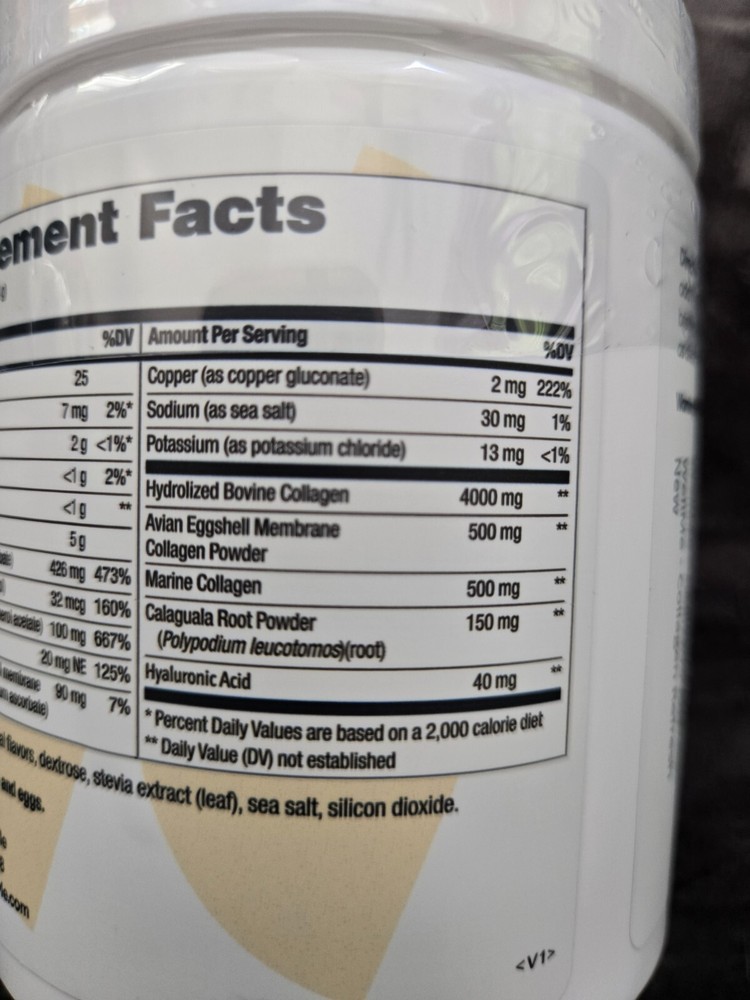 ement Facts
%DV
25
7 mg 2%*
2 g <1%*
<1 g 2%*
<1 g **
5 g
426 mg 473%
32 mcg 160%
100 mg 667%
20 mg NE 125%
90 mg 7%
Amount Per Serving %DV
Copper (as copper gluconate) 2 mg 222%
Sodium (as sea salt) 30 mg 1%
Potassium (as potassium chloride) 13 mg <1%
Hydrolized Bovine Collagen 4000 mg **
Avian Eggshell Membrane 500 mg **
Collagen Powder
Marine Collagen 500 mg **
Calaguala Root Powder 150 mg **
(Polypodium leucotomos)(root)
Hyaluronic Acid 40 mg **
* Percent Daily Values are based on a 2,000 calorie diet
** Daily Value (DV) not established
flavors, dextrose, stevia extract (leaf), sea salt, silicon dioxide.
and eggs.
<V1>